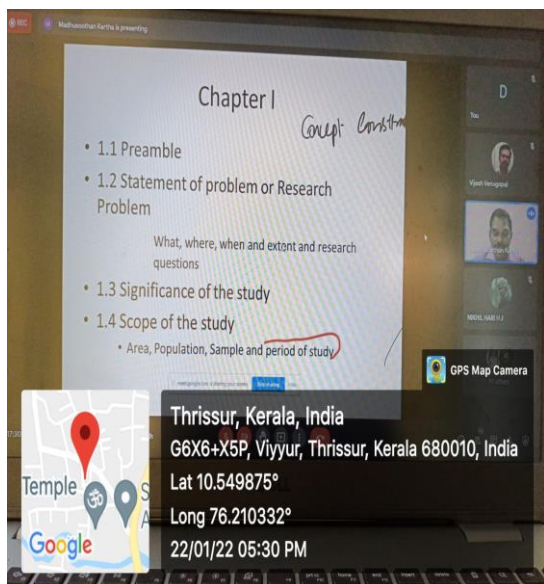 REC
Madhusoothan Kartha is presenting
Chapter I
Concept
• 1.1 Preamble
• 1.2 Statement of problem or Research
Problem
What, where, when and extent and research
questions
• 1.3 Significance of the study
• 1.4 Scope of the study
• Area, Population, Sample and period of study
D
You
Vijesh Venugopal
NIKHIL HARI H J
GPS Map Camera
Temple
Google
Thrissur, Kerala, India
G6X6+X5P, Viyyur, Thrissur, Kerala 680010, India
Lat 10.549875°
Long 76.210332°
22/01/22 05:30 PM